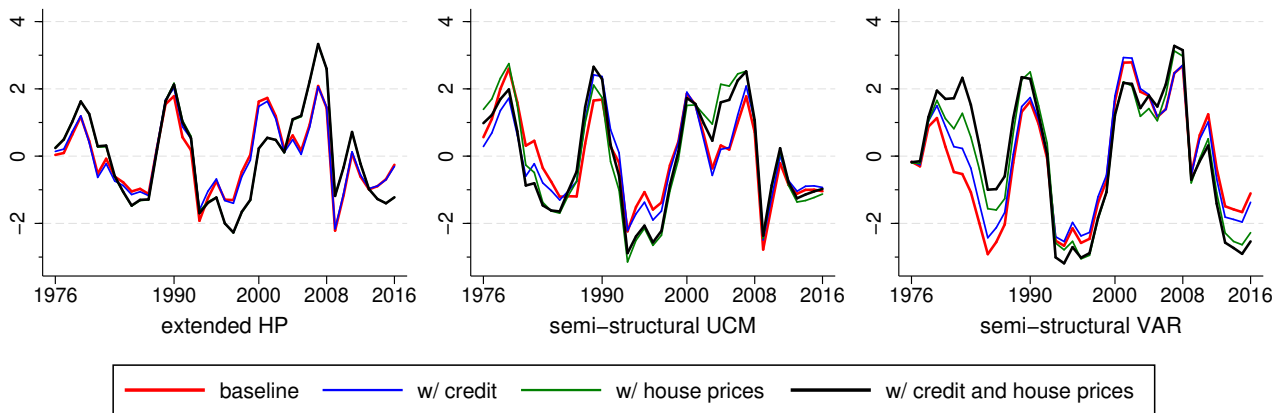 4
2
0
−2
1976 1990 2000 2008 2016
extended HP
4
2
0
−2
1976 1990 2000 2008 2016
semi−structural UCM
4
2
0
−2
1976 1990 2000 2008 2016
semi−structural VAR
baseline w/ credit w/ house prices w/ credit and house prices